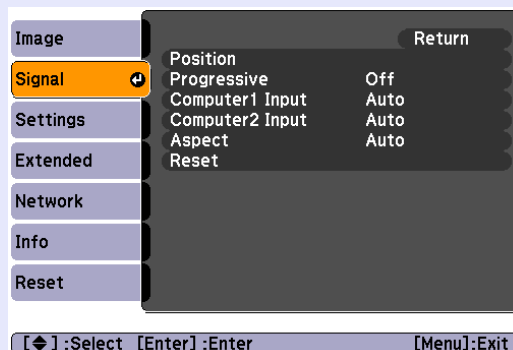 Image
Signal
Settings
Extended
Network
Info
Reset
Return
Position
Progressive Off
Computer1 Input Auto
Computer2 Input Auto
Aspect Auto
Reset
[◆] :Select [Enter] :Enter [Menu]:Exit